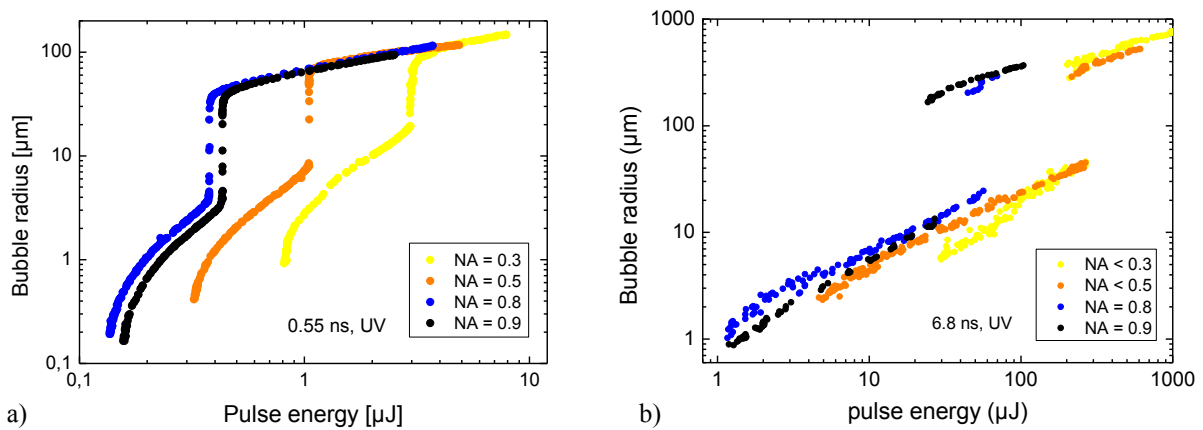 Bubble radius [µm]
100
10
1
0,1
0,1
1
10
Pulse energy [µJ]
0.55 ns, UV
NA = 0.3
NA = 0.5
NA = 0.8
NA = 0.9
a)
Bubble radius (µm)
1000
100
10
1
1
10
100
1000
pulse energy (µJ)
6.8 ns, UV
NA < 0.3
NA < 0.5
NA = 0.8
NA = 0.9
b)